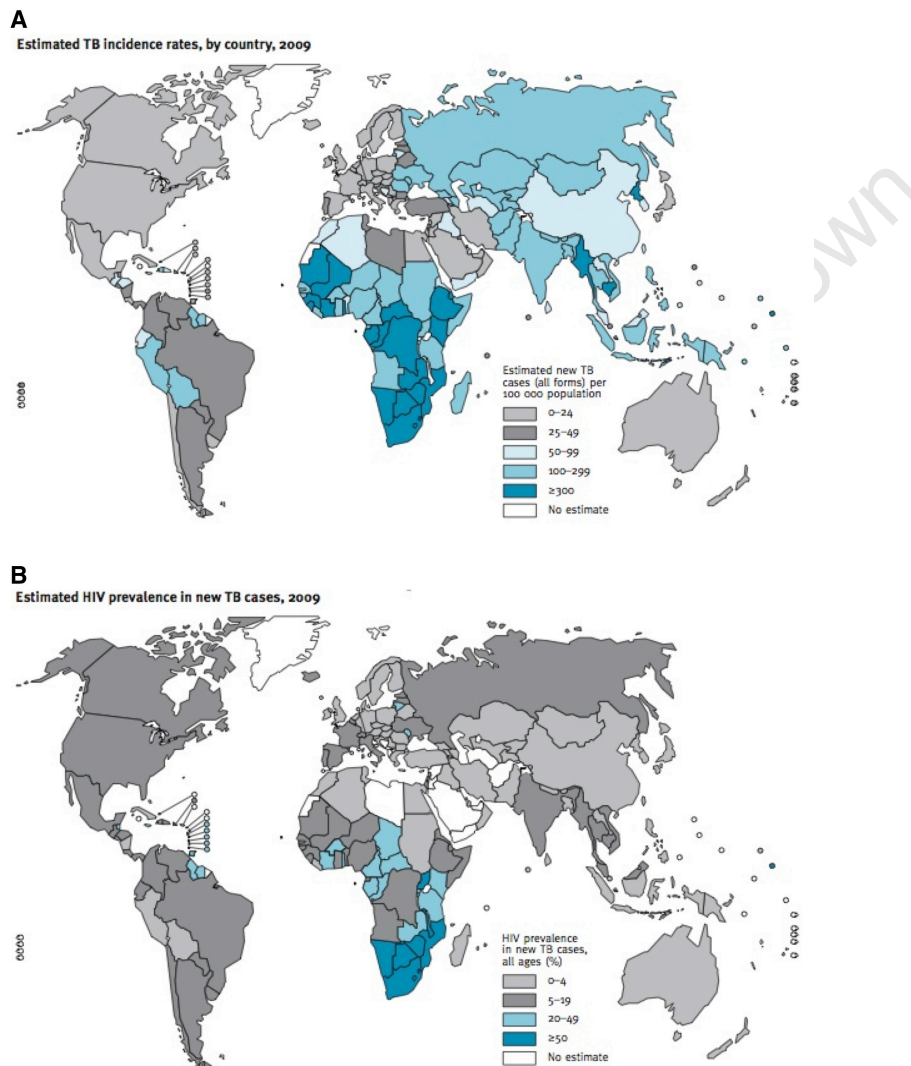 A
Estimated TB incidence rates, by country, 2009
own
Estimated new TB
cases (all forms) per
100 000 population
0–24
25–49
50–99
100–299
≥300
No estimate
B
Estimated HIV prevalence in new TB cases, 2009
HIV prevalence
in new TB cases,
all ages (%)
0–4
5–19
20–49
≥50
No estimate